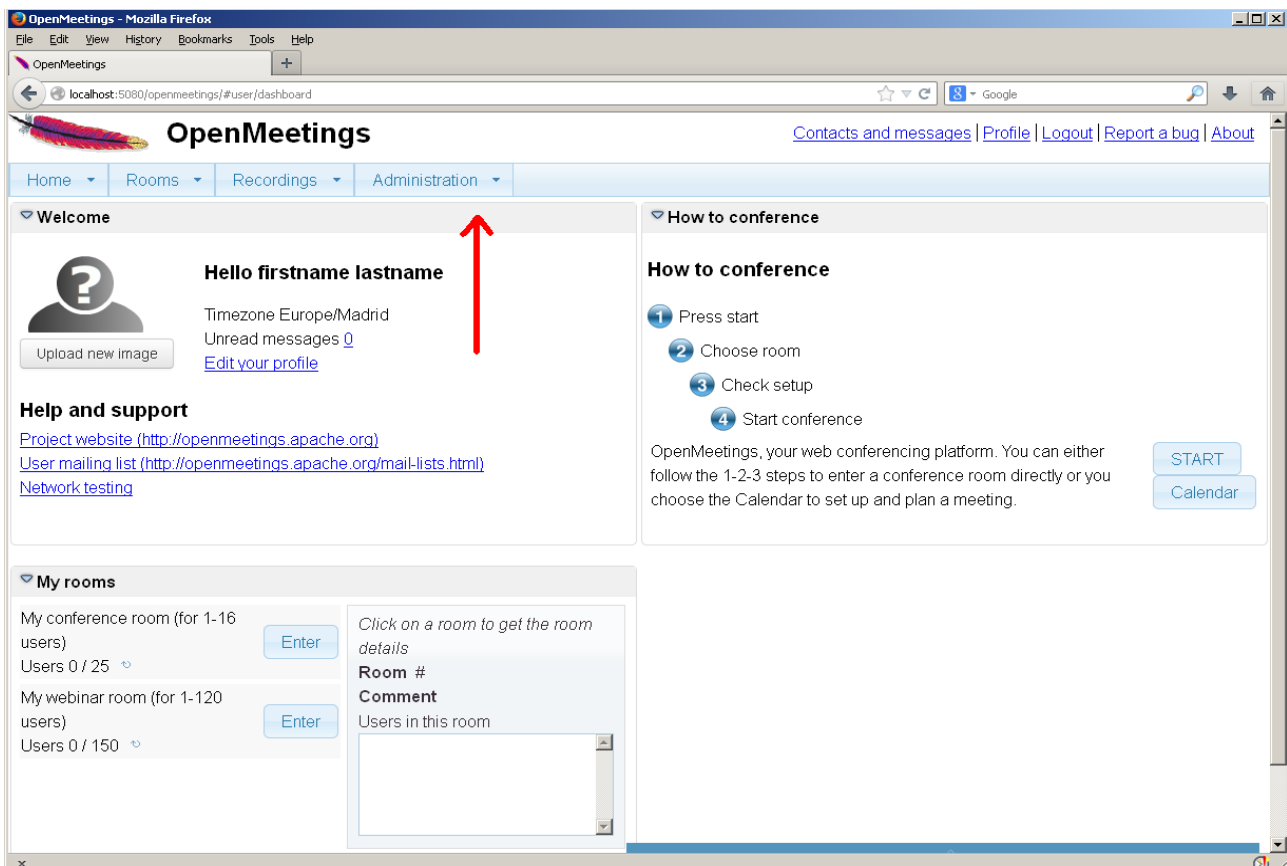 OpenMeetings - Mozilla Firefox
File Edit View History Bookmarks Tools Help
OpenMeetings
localhost:5080/openmeetings/#user/dashboard
Google
OpenMeetings
Contacts and messages | Profile | Logout | Report a bug | About
Home Rooms Recordings Administration
Welcome
Hello firstname lastname
Timezone Europe/Madrid
Unread messages 0
Edit your profile
Upload new image
Help and support
Project website (http://openmeetings.apache.org)
User mailing list (http://openmeetings.apache.org/mail-lists.html)
Network testing
How to conference
How to conference
1 Press start
2 Choose room
3 Check setup
4 Start conference
OpenMeetings, your web conferencing platform. You can either
follow the 1-2-3 steps to enter a conference room directly or you
choose the Calendar to set up and plan a meeting.
START
Calendar
My rooms
My conference room (for 1-16
users)
Users 0 / 25
Enter
My webinar room (for 1-120
users)
Users 0 / 150
Enter
Click on a room to get the room
details
Room #
Comment
Users in this room